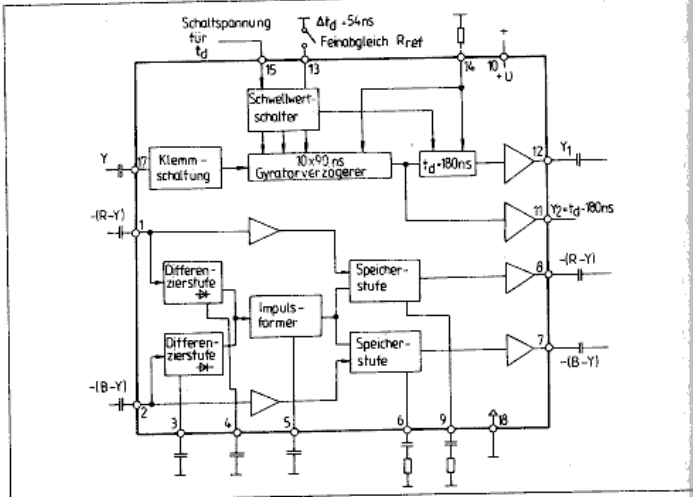 Schaltspannung
für
td
Δtd = 54ns
Feinabgleich Rref
15
13
14
10
+
+U
Schwellwert-
schalter
Y
17
Klemm-
schaltung
10x90ns
Gyratorverzögerer
td=180ns
12
Y1
11
Y2=td-180ns
-(R-Y)
1
Differen-
zierstufe
Impuls-
former
Speicher-
stufe
8
-(R-Y)
Differen-
zierstufe
Speicher-
stufe
7
-(B-Y)
-(B-Y)
2
3
4
5
6
9
18